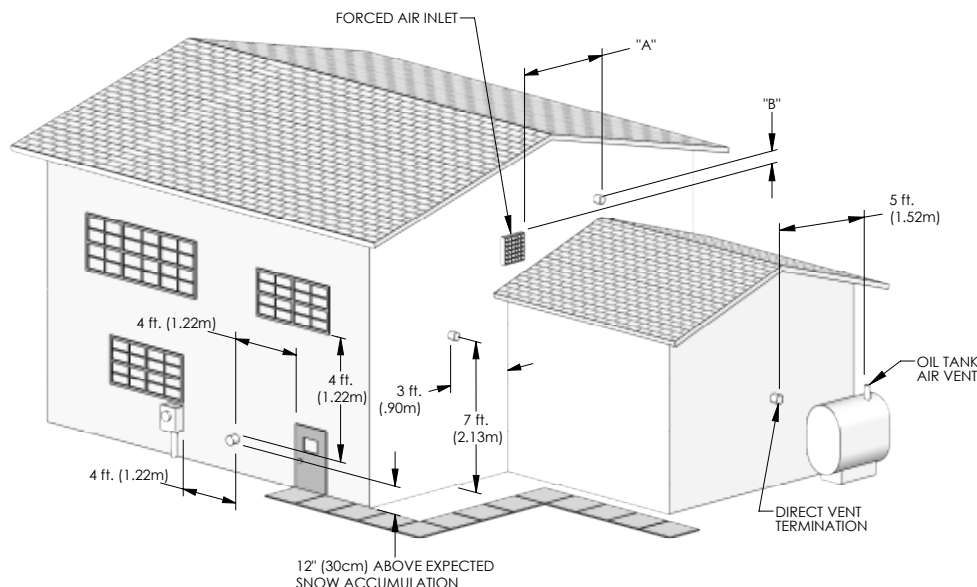 FORCED AIR INLET
"A"
"B"
5 ft.
(1.52m)
4 ft. (1.22m)
4 ft.
(1.22m)
3 ft.
(.90m)
7 ft.
(2.13m)
OIL TANK
AIR VENT
4 ft. (1.22m)
DIRECT VENT
TERMINATION
12" (30cm) ABOVE EXPECTED
SNOW ACCUMULATION